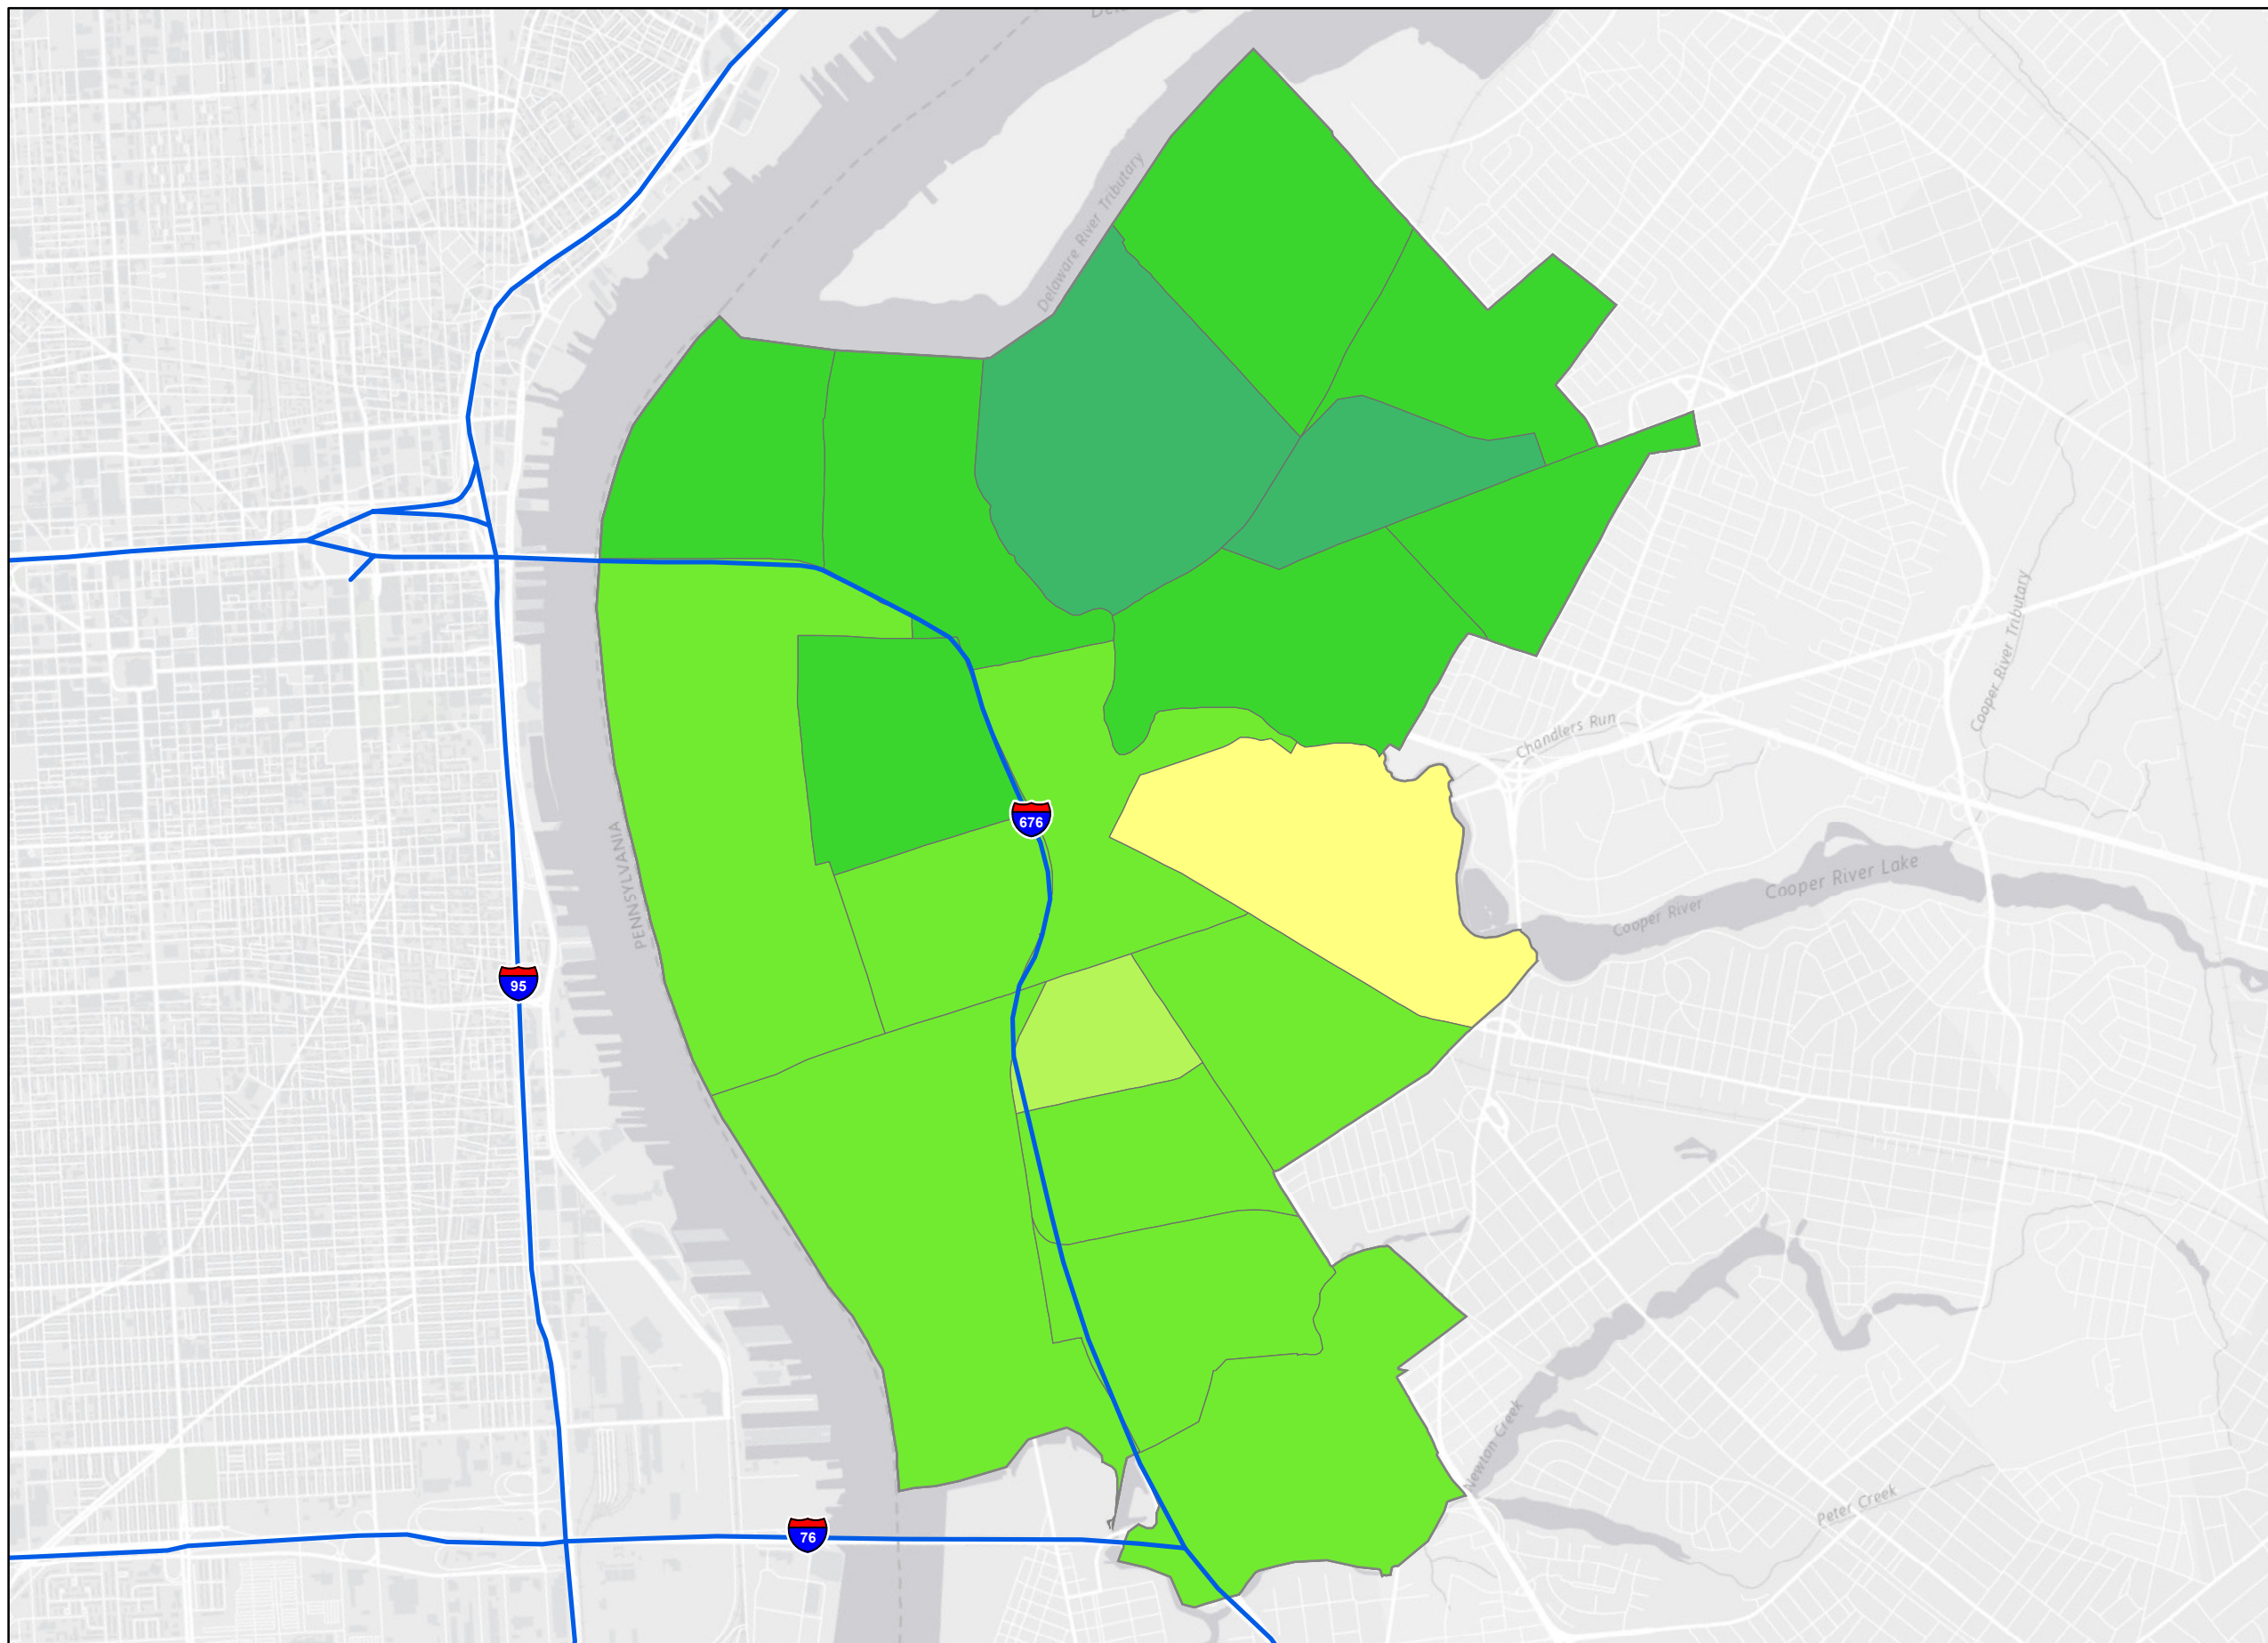 Delaware River Tributary
Cooper River Tributary
Chandlers Run
676
PENNSYLVANIA
Cooper River Lake
Cooper River
95
Newton Creek
Peter Creek
76